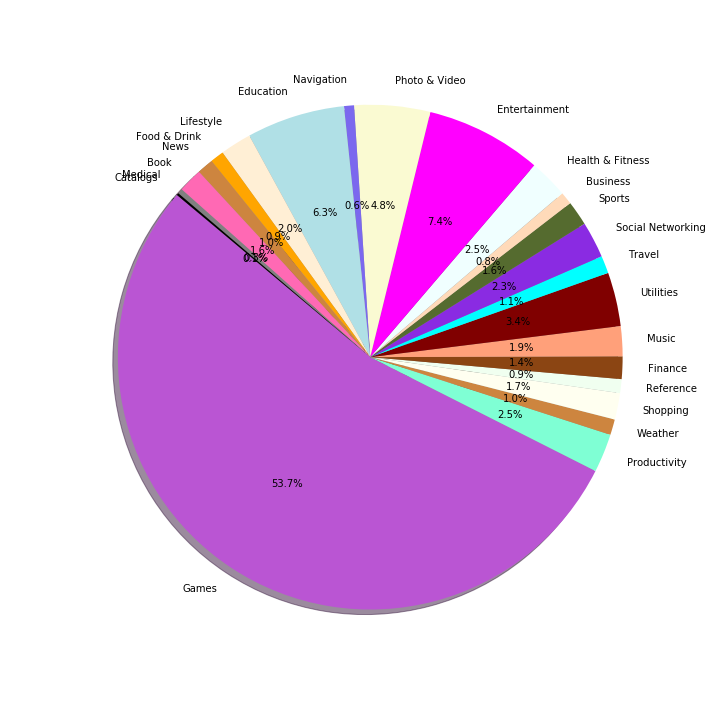 Navigation
Photo & Video
Education
Entertainment
Lifestyle
Food & Drink
News
Book
Medical
Catalogs
Health & Fitness
Business
Sports
Social Networking
Travel
Utilities
Music
Finance
Reference
Shopping
Weather
Productivity
Games
0.6%
4.8%
6.3%
7.4%
2.0%
0.9%
1.0%
1.6%
2.5%
0.8%
1.6%
2.3%
1.1%
3.4%
1.9%
1.4%
0.9%
1.7%
1.0%
2.5%
53.7%